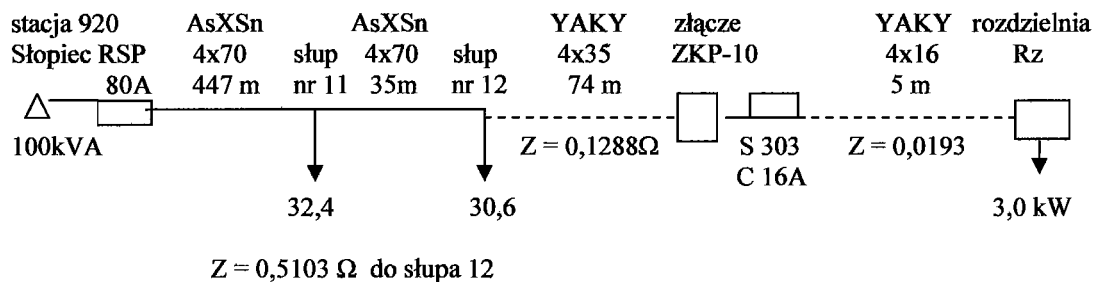 stacja 920 AsXSn AsXSn YAKY złącze YAKY rozdzielnia
Słopiec RSP 4x70 słup 4x70 słup 4x35 ZKP-10 4x16 Rz
80A 447 m nr 11 35m nr 12 74 m 5 m
100kVA Z = 0,1288Ω S 303 Z = 0,0193
C 16A
32,4 30,6 3,0 kW
Z = 0,5103 Ω do słupa 12